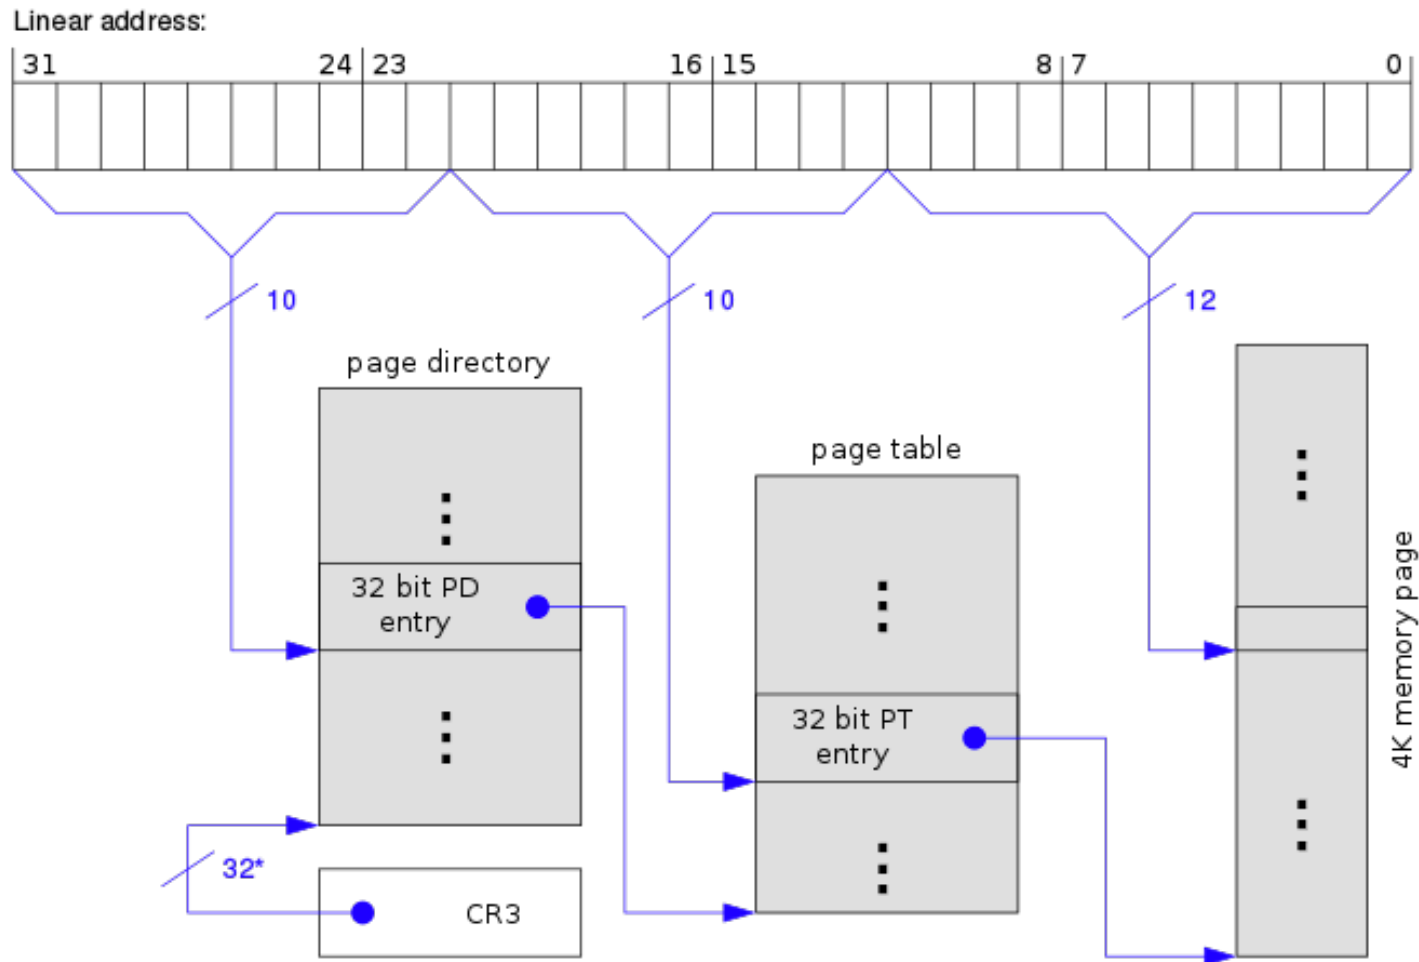 Linear address:
31 24 23 16 15 8 7 0
10 10 12
page directory
page table
32 bit PD
entry
32 bit PT
entry
4K memory page
32*
CR3